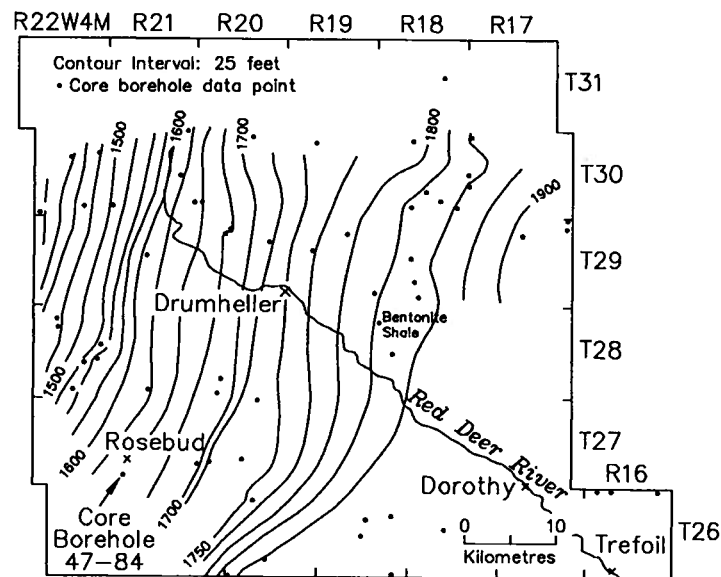 R22W4M R21 R20 R19 R18 R17
Contour Interval: 25 feet
• Core borehole data point
T31
1500
1600
1700
1800
T30
1900
T29
Drumheller
Bentonite
Shale
T28
1500
Red Deer River
T27
Rosebud
1600
R16
Dorothy
1700
Core
Borehole
47-84
1750
0 10
Kilometres
T26
Trefoil